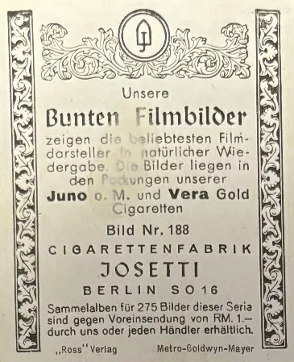 Unsere
Bunten Filmbilder
zeigen die beliebtesten Film-
darsteller in natürlicher Wie-
dergabe. Die Bilder liegen in
den Packungen unserer
Juno o. M. und Vera Gold
Cigaretten
Bild Nr. 188
CIGARETTENFABRIK
JOSETTI
BERLIN SO 16
Sammelalben für 275 Bilder dieser Seria
sind gegen Voreinsendung von RM. 1.—
durch uns oder jeden Händler erhältlich.
„Ross" Verlag Metro-Goldwyn-Mayer